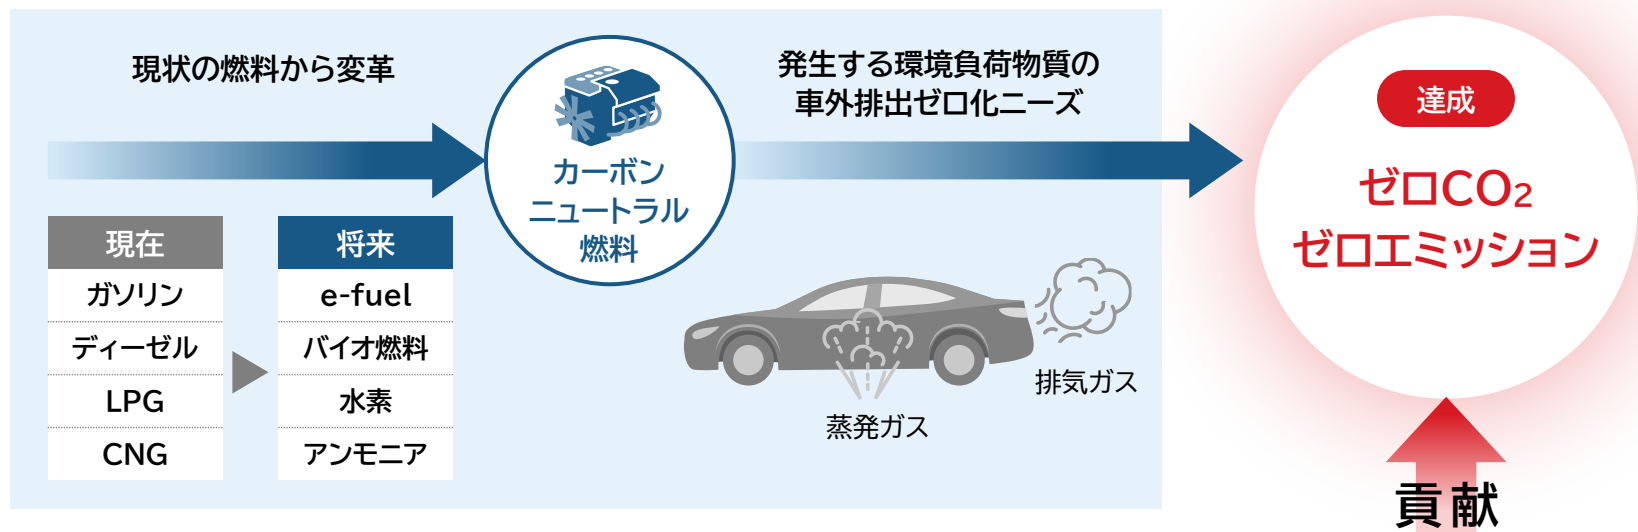 現状の燃料から変革
カーボン
ニュートラル
燃料
発生する環境負荷物質の
車外排出ゼロ化ニーズ
達成
ゼロCO₂
ゼロエミッション
現在
ガソリン
ディーゼル
LPG
CNG
将来
e-fuel
バイオ燃料
水素
アンモニア
蒸発ガス
排気ガス
貢献